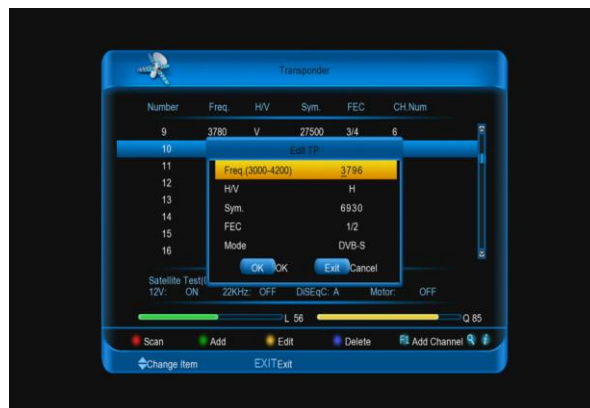 Transponder
Number Freq. H/V Sym. FEC CH.Num
9 3780 V 27500 3/4 6
10
Edit TP
11 Freq.(3000-4200) 3796
12 H/V H
13
14 Sym. 6930
15 FEC 1/2
16 Mode DVB-S
OK OK Exit Cancel
Satellite Test(
12V: ON 22KHz: OFF DiSEqC: A Motor: OFF
L 56 Q 85
Scan Add Edit Delete Add Channel
Change Item EXIT Exit